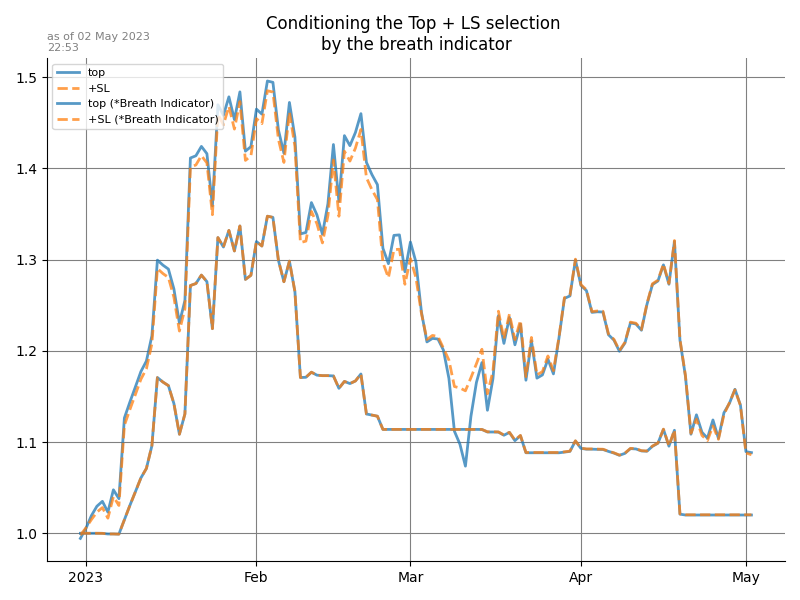 Conditioning the Top + LS selection
by the breath indicator
as of 02 May 2023
22:53
top
+SL
top (*Breath Indicator)
+SL (*Breath Indicator)
1.5
1.4
1.3
1.2
1.1
1.0
2023 Feb Mar Apr May